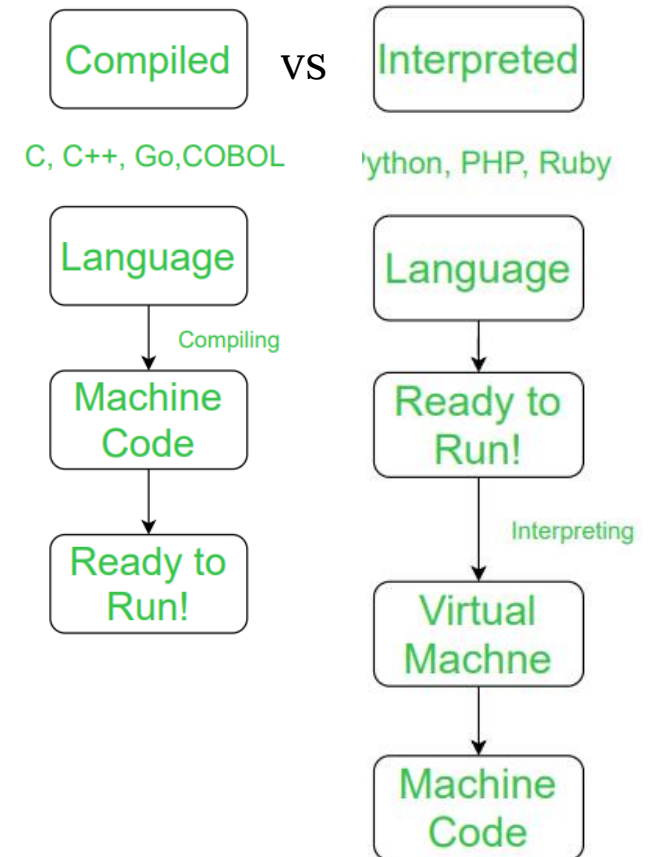 Compiled vs Interpreted
C, C++, Go,COBOL
ython, PHP, Ruby
Language
Compiling
Machine
Code
Ready to
Run!
Language
Ready to
Run!
Interpreting
Virtual
Machne
Machine
Code